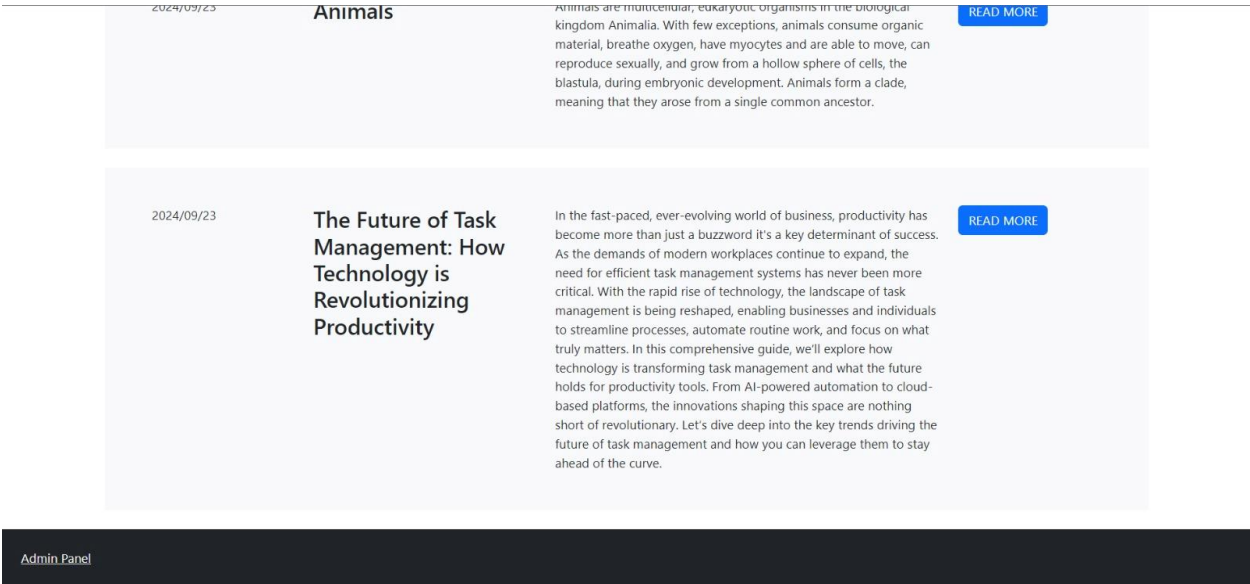 2024/09/23
Animals
Animals are multicellular, eukaryotic organisms in the biological
kingdom Animalia. With few exceptions, animals consume organic
material, breathe oxygen, have myocytes and are able to move, can
reproduce sexually, and grow from a hollow sphere of cells, the
blastula, during embryonic development. Animals form a clade,
meaning that they arose from a single common ancestor.
READ MORE
2024/09/23
The Future of Task
Management: How
Technology is
Revolutionizing
Productivity
In the fast-paced, ever-evolving world of business, productivity has
become more than just a buzzword it's a key determinant of success.
As the demands of modern workplaces continue to expand, the
need for efficient task management systems has never been more
critical. With the rapid rise of technology, the landscape of task
management is being reshaped, enabling businesses and individuals
to streamline processes, automate routine work, and focus on what
truly matters. In this comprehensive guide, we'll explore how
technology is transforming task management and what the future
holds for productivity tools. From AI-powered automation to cloud-
based platforms, the innovations shaping this space are nothing
short of revolutionary. Let's dive deep into the key trends driving the
future of task management and how you can leverage them to stay
ahead of the curve.
READ MORE
Admin Panel